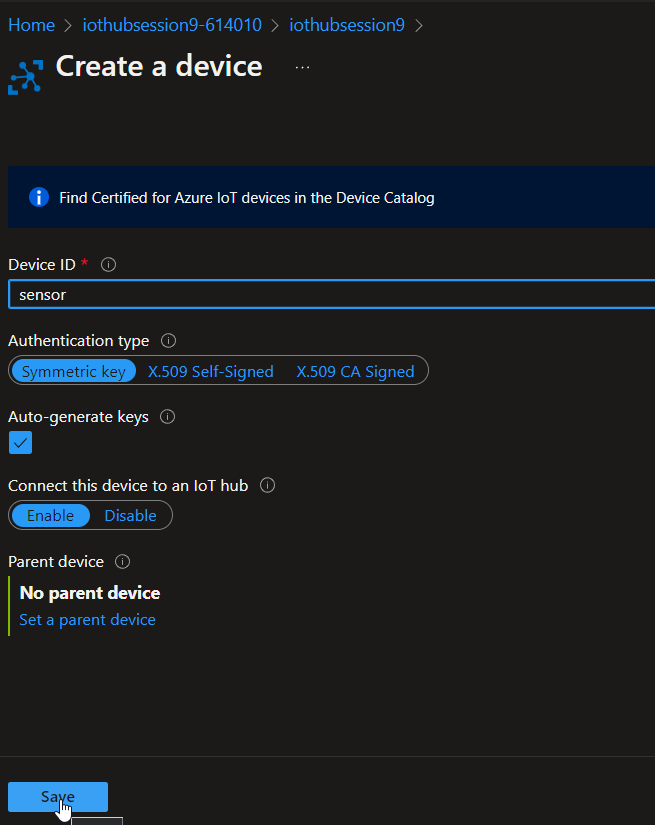 Home > iothubsession9-614010 > iothubsession9 >
Create a device ...
Find Certified for Azure IoT devices in the Device Catalog
Device ID *
sensor
Authentication type
Symmetric key X.509 Self-Signed X.509 CA Signed
Auto-generate keys
Connect this device to an IoT hub
Enable Disable
Parent device
No parent device
Set a parent device
Save